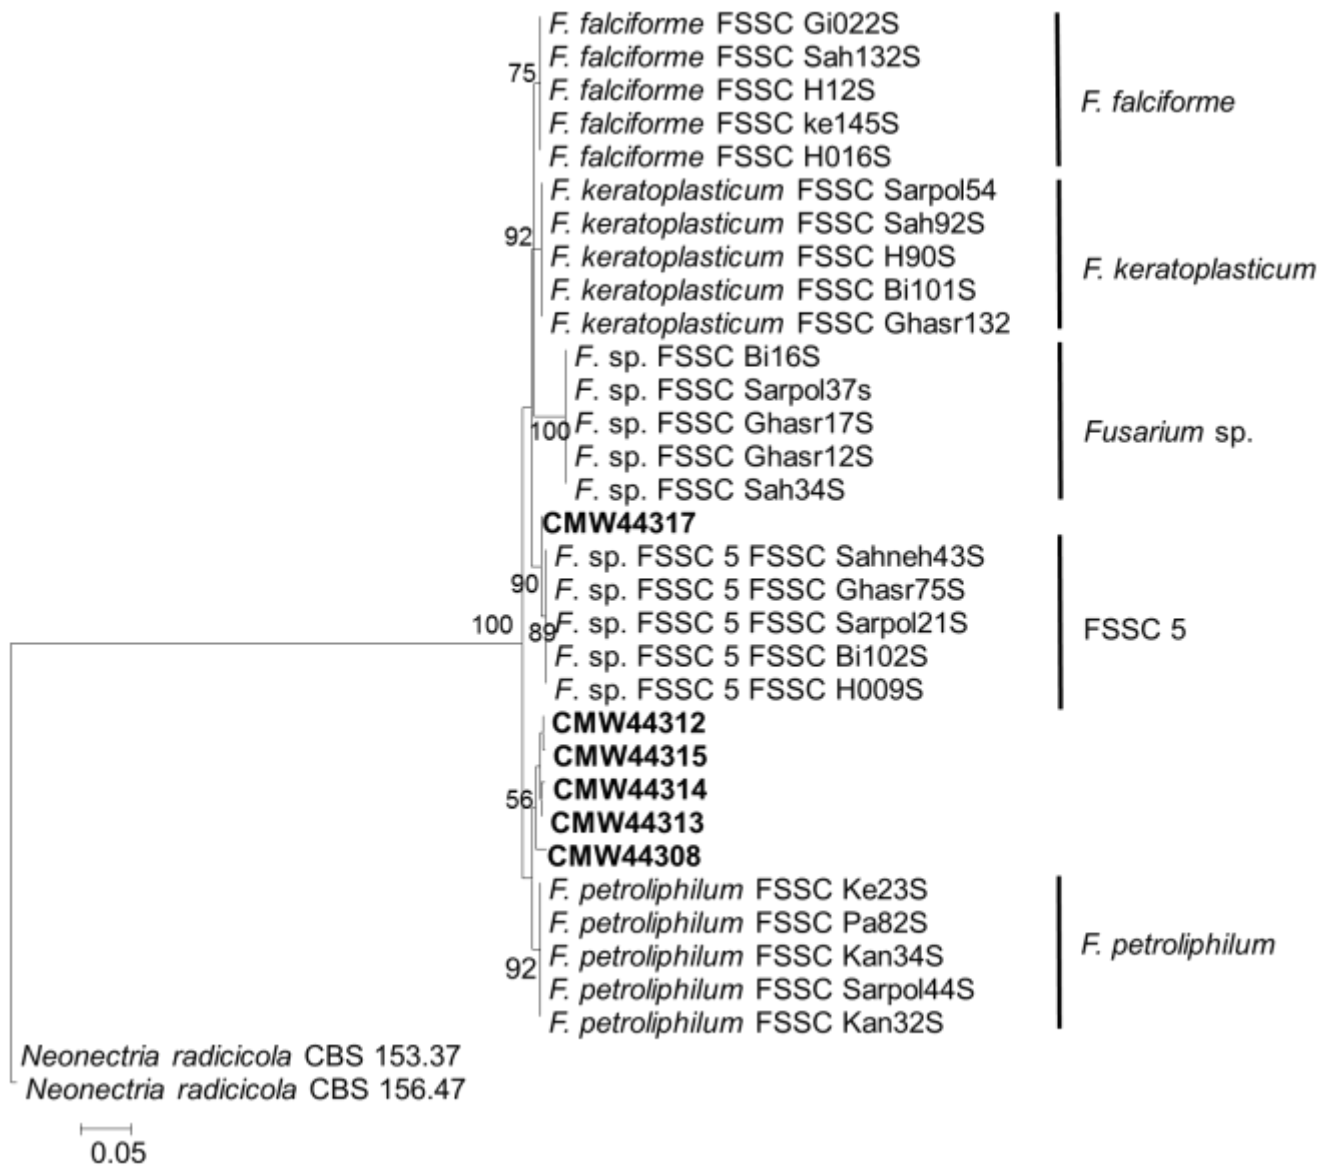 F. falciforme FSSC Gi022S
F. falciforme FSSC Sah132S
75
F. falciforme FSSC H12S
F. falciforme
F. falciforme FSSC ke145S
F. falciforme FSSC H016S
F. keratoplasticum FSSC Sarpol54
F. keratoplasticum FSSC Sah92S
92
F. keratoplasticum FSSC H90S
F. keratoplasticum
F. keratoplasticum FSSC Bi101S
F. keratoplasticum FSSC Ghasr132
F. sp. FSSC Bi16S
F. sp. FSSC Sarpol37s
F. sp. FSSC Ghasr17S
100
Fusarium sp.
F. sp. FSSC Ghasr12S
F. sp. FSSC Sah34S
CMW44317
F. sp. FSSC 5 FSSC Sahneh43S
90
F. sp. FSSC 5 FSSC Ghasr75S
100
89
F. sp. FSSC 5 FSSC Sarpol21S
FSSC 5
F. sp. FSSC 5 FSSC Bi102S
F. sp. FSSC 5 FSSC H009S
CMW44312
CMW44315
56
CMW44314
CMW44313
CMW44308
F. petroliphilum FSSC Ke23S
F. petroliphilum FSSC Pa82S
F. petroliphilum
F. petroliphilum FSSC Kan34S
92
F. petroliphilum FSSC Sarpol44S
F. petroliphilum FSSC Kan32S
Neonectria radicicola CBS 153.37
Neonectria radicicola CBS 156.47
0.05